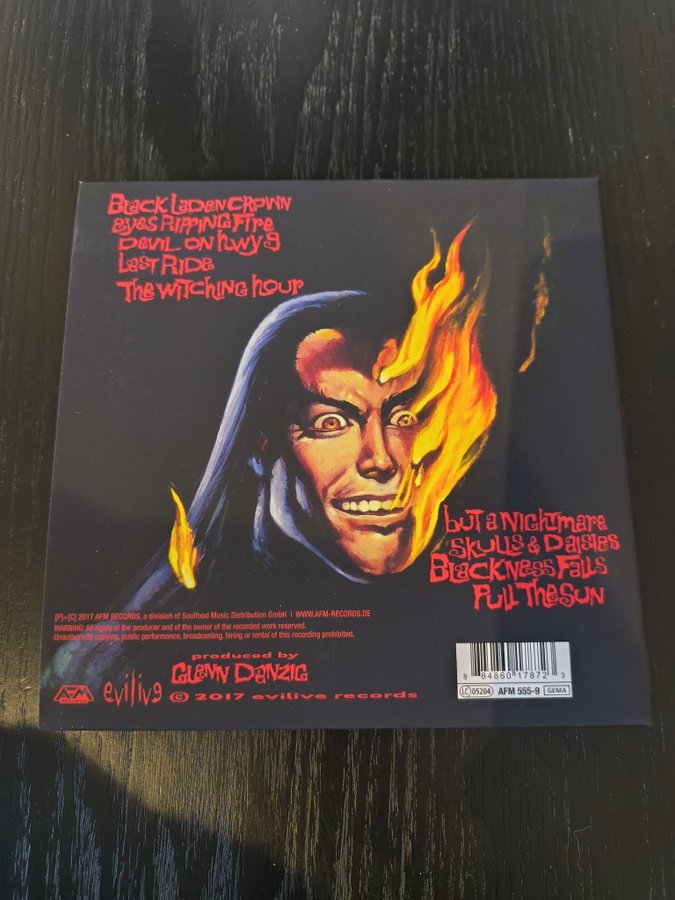 Black Laden Crown
eyes Ripping Fire
Devil on hwy 9
Last Ride
The Witching hour
but a Nightmare
Skulls & Daisies
Blackness Falls
Pull The Sun
[P]+[C] 2017 AFM RECORDS, a division of Soulfood Music Distribution GmbH | WWW.AFM-RECORDS.DE
WARNING: All rights of the producer and of the owner of the recorded work reserved.
Unauthorized copying, public performance, broadcasting, hiring or rental of this recording prohibited.
produced by
GLENN DANZIG
AFM evilive © 2017 evilive records
8 84860 17872 3
LC 05204 AFM 555-9 GEMA